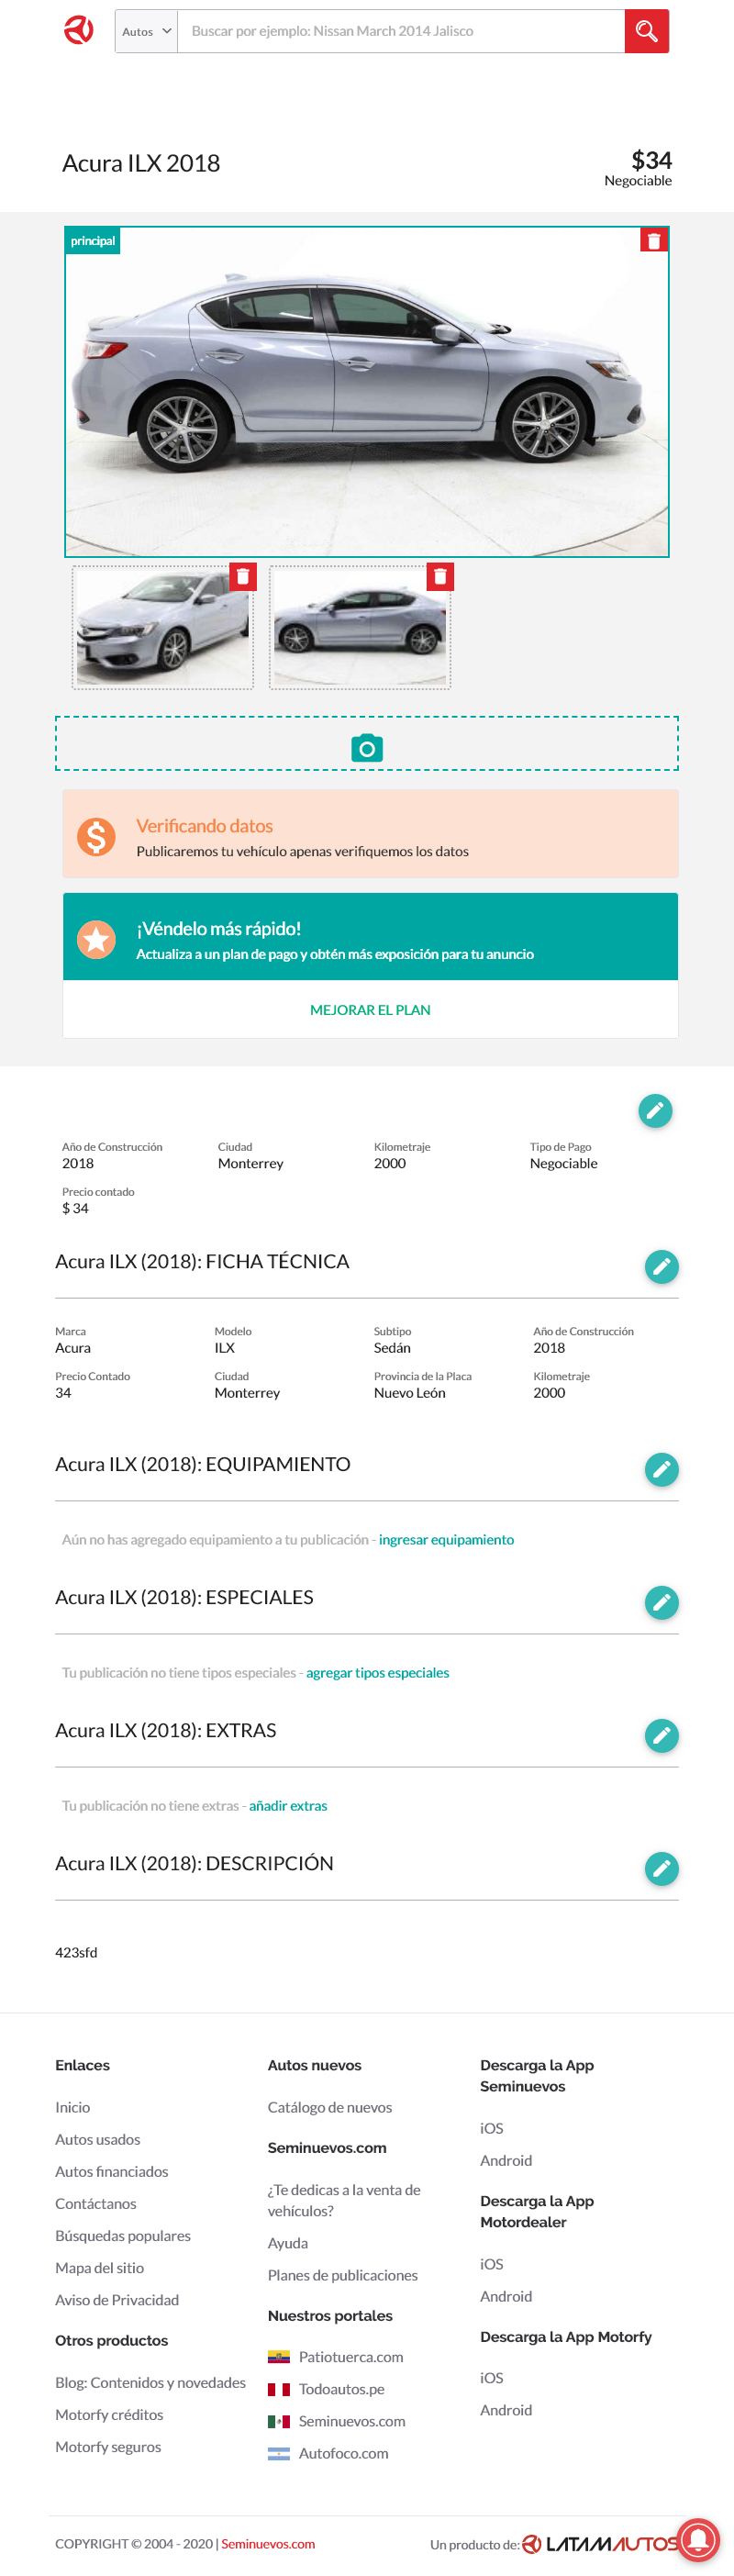 Autos
Buscar por ejemplo: Nissan March 2014 Jalisco
Acura ILX 2018
$34
Negociable
principal
Verificando datos
Publicaremos tu vehículo apenas verifiquemos los datos
¡Véndelo más rápido!
Actualiza a un plan de pago y obtén más exposición para tu anuncio
MEJORAR EL PLAN
Año de Construcción Ciudad Kilometraje Tipo de Pago
2018 Monterrey 2000 Negociable
Precio contado
$ 34
Acura ILX (2018): FICHA TÉCNICA
Marca Modelo Subtipo Año de Construcción
Acura ILX Sedán 2018
Precio Contado Ciudad Provincia de la Placa Kilometraje
34 Monterrey Nuevo León 2000
Acura ILX (2018): EQUIPAMIENTO
Aún no has agregado equipamiento a tu publicación - ingresar equipamiento
Acura ILX (2018): ESPECIALES
Tu publicación no tiene tipos especiales - agregar tipos especiales
Acura ILX (2018): EXTRAS
Tu publicación no tiene extras - añadir extras
Acura ILX (2018): DESCRIPCIÓN
423sfd
Enlaces
Inicio
Autos usados
Autos financiados
Contáctanos
Búsquedas populares
Mapa del sitio
Aviso de Privacidad
Otros productos
Blog: Contenidos y novedades
Motorfy créditos
Motorfy seguros
Autos nuevos
Catálogo de nuevos
Seminuevos.com
¿Te dedicas a la venta de
vehículos?
Ayuda
Planes de publicaciones
Nuestros portales
Patiotuerca.com
Todoautos.pe
Seminuevos.com
Autofoco.com
Descarga la App
Seminuevos
iOS
Android
Descarga la App
Motordealer
iOS
Android
Descarga la App Motorfy
iOS
Android
COPYRIGHT © 2004 - 2020 | Seminuevos.com
Un producto de: LATAMAUTOS